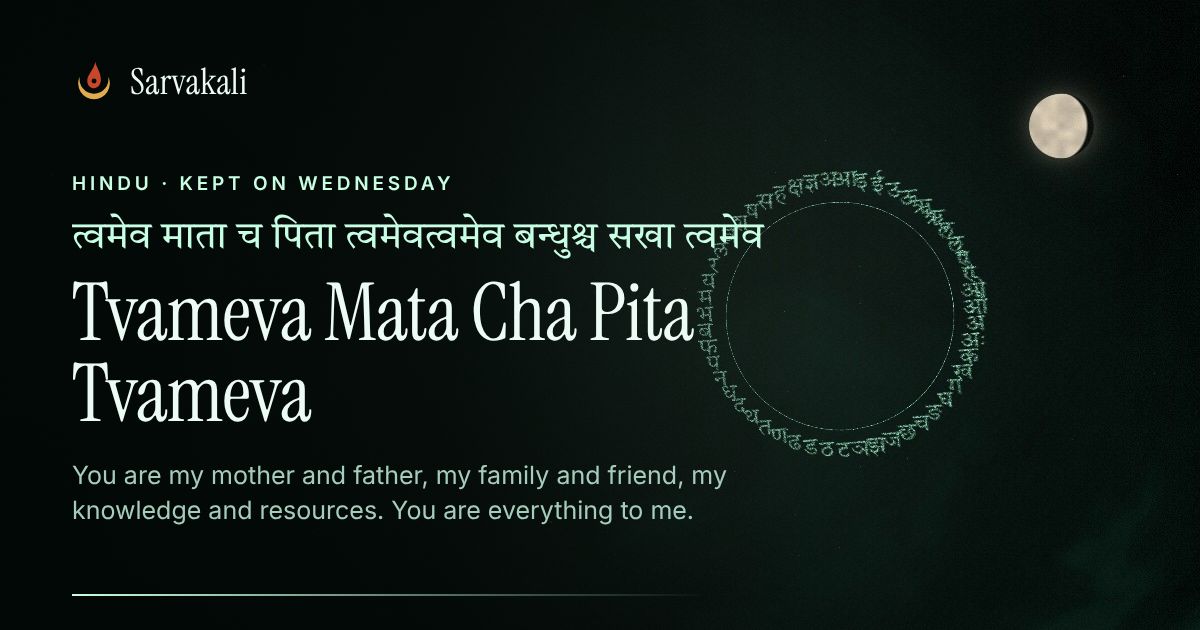 Sarvakali
HINDU · KEPT ON WEDNESDAY
त्वमेव माता च पिता त्वमेवत्वमेव बन्धुश्च सखा त्वमेव
Tvameva Mata Cha Pita
Tvameva
You are my mother and father, my family and friend, my
knowledge and resources. You are everything to me.